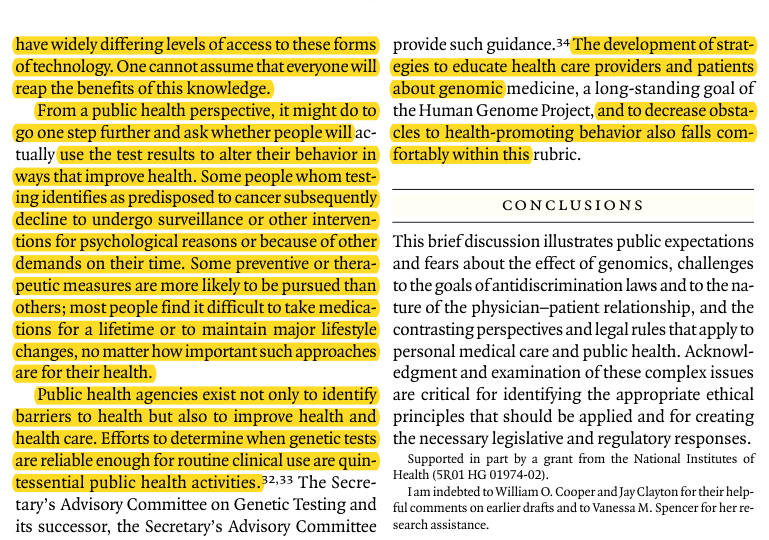 have widely differing levels of access to these forms
of technology. One cannot assume that everyone will
reap the benefits of this knowledge.
From a public health perspective, it might do to
go one step further and ask whether people will ac-
tually use the test results to alter their behavior in
ways that improve health. Some people whom test-
ing identifies as predisposed to cancer subsequently
decline to undergo surveillance or other interven-
tions for psychological reasons or because of other
demands on their time. Some preventive or thera-
peutic measures are more likely to be pursued than
others; most people find it difficult to take medica-
tions for a lifetime or to maintain major lifestyle
changes, no matter how important such approaches
are for their health.
Public health agencies exist not only to identify
barriers to health but also to improve health and
health care. Efforts to determine when genetic tests
are reliable enough for routine clinical use are quin-
tessential public health activities.³²,³³ The Secre-
tary’s Advisory Committee on Genetic Testing and
its successor, the Secretary’s Advisory Committee
provide such guidance.³⁴ The development of strat-
egies to educate health care providers and patients
about genomic medicine, a long-standing goal of
the Human Genome Project, and to decrease obsta-
cles to health-promoting behavior also falls com-
fortably within this rubric.
CONCLUSIONS
This brief discussion illustrates public expectations
and fears about the effect of genomics, challenges
to the goals of antidiscrimination laws and to the na-
ture of the physician–patient relationship, and the
contrasting perspectives and legal rules that apply to
personal medical care and public health. Acknowl-
edgment and examination of these complex issues
are critical for identifying the appropriate ethical
principles that should be applied and for creating
the necessary legislative and regulatory responses.
Supported in part by a grant from the National Institutes of
Health (5R01 HG 01974-02).
I am indebted to William O. Cooper and Jay Clayton for their help-
ful comments on earlier drafts and to Vanessa M. Spencer for her re-
search assistance.